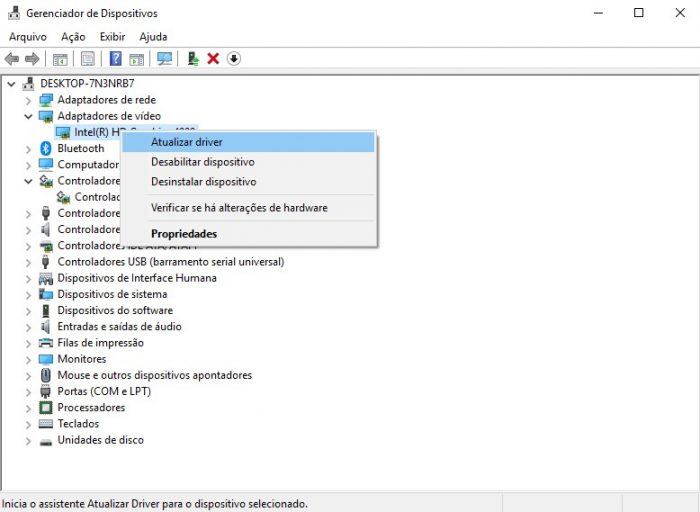 Gerenciador de Dispositivos
Arquivo Ação Exibir Ajuda
DESKTOP-7N3NRB7
Adaptadores de rede
Adaptadores de vídeo
Intel(R)
Atualizar driver
Bluetooth
Desabilitar dispositivo
Computador
Controladore
Desinstalar dispositivo
Controlac
Controladore
Verificar se há alterações de hardware
Controladore
Propriedades
Controladores
Controladores USB (barramento serial universal)
Dispositivos de Interface Humana
Dispositivos de sistema
Dispositivos do software
Entradas e saídas de áudio
Filas de impressão
Monitores
Mouse e outros dispositivos apontadores
Portas (COM e LPT)
Processadores
Teclados
Unidades de disco
Inicia o assistente Atualizar Driver para o dispositivo selecionado.